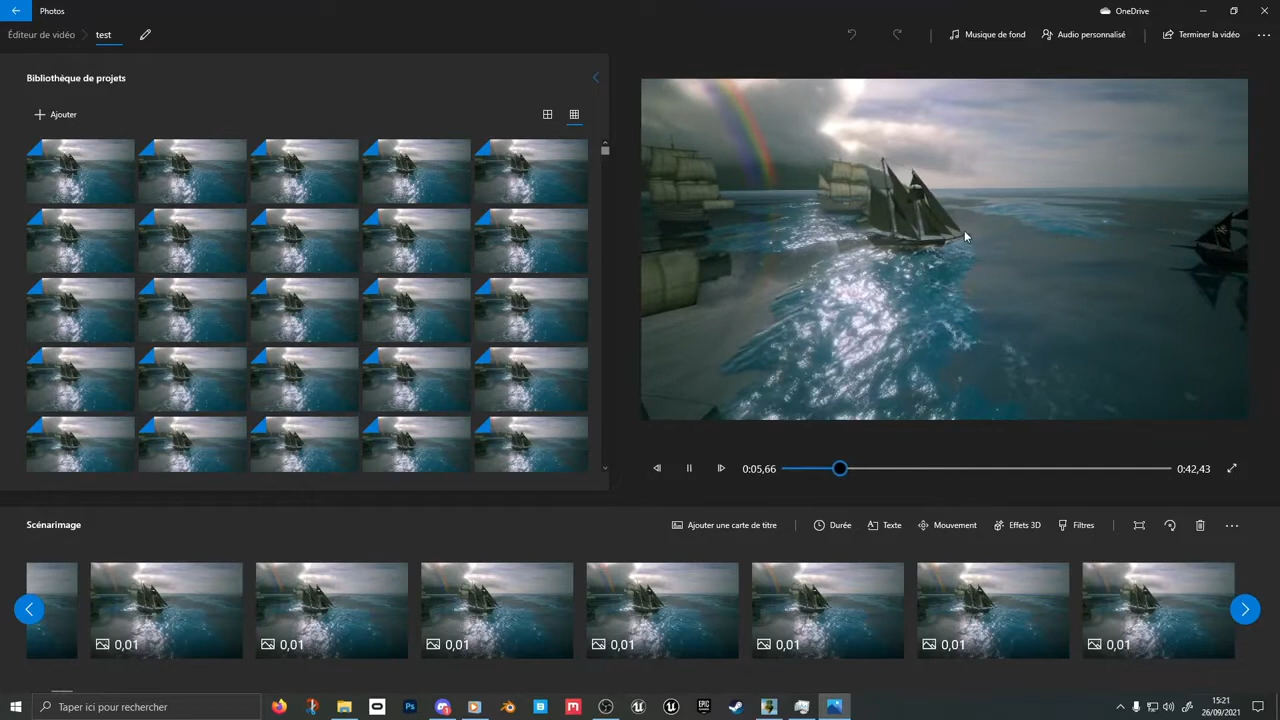 Photos
OneDrive
Éditeur de vidéo
test
Musique de fond
Audio personnalisé
Terminer la vidéo
Bibliothèque de projets
Ajouter
0:05,66
0:42,43
Scénarimage
Ajouter une carte de titre
Durée
Texte
Mouvement
Effets 3D
Filtres
0,01
0,01
0,01
0,01
0,01
0,01
0,01
Taper ici pour rechercher
Ps
EPIC
15:21
26/09/2021